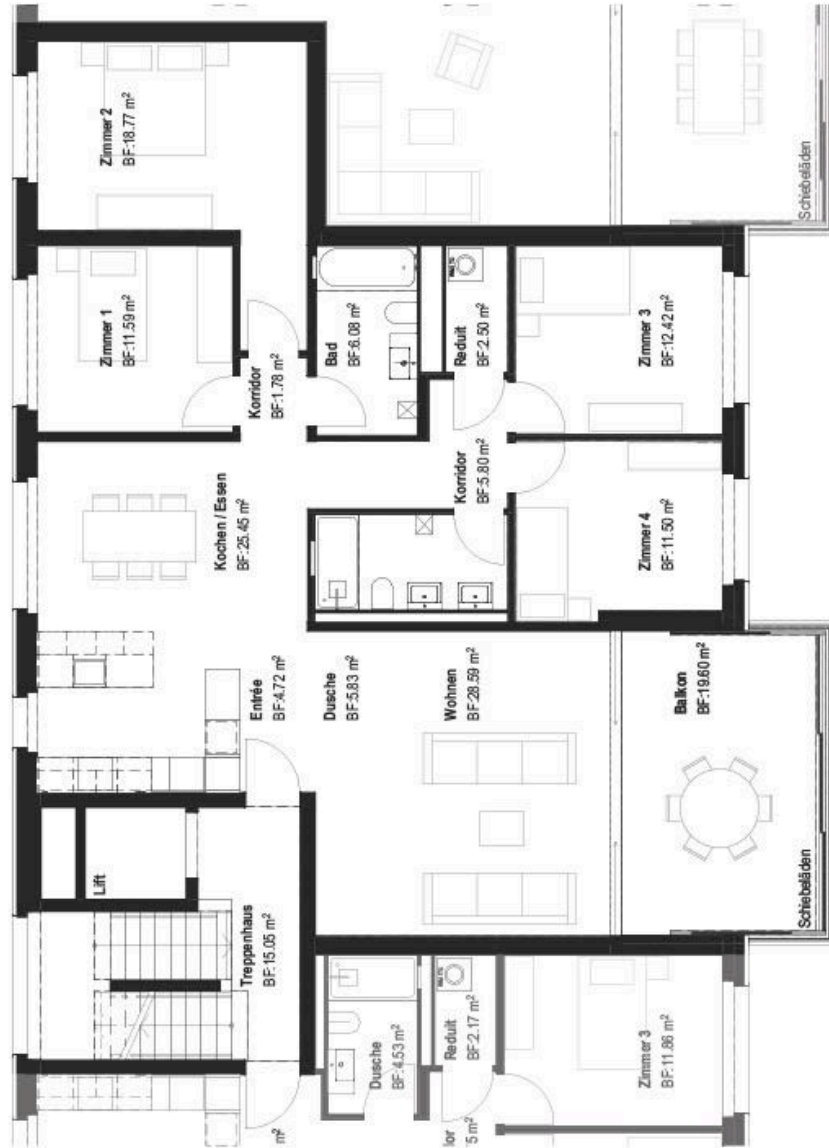 Zimmer 2
BF:18.77 m²
Schiebeläden
Zimmer 1
BF:11.59 m²
Korridor
BF:1.78 m²
Bad
BF:6.08 m²
Reduit
BF:2.50 m²
Zimmer 3
BF:12.42 m²
Kochen / Essen
BF:25.45 m²
Korridor
BF:5.80 m²
Zimmer 4
BF:11.50 m²
Entrée
BF:4.72 m²
Dusche
BF:5.83 m²
Wohnen
BF:28.59 m²
Balkon
BF:19.60 m²
Schiebeläden
Lift
Treppenhaus
BF:15.05 m²
Dusche
BF:4.53 m²
Reduit
BF:2.17 m²
Zimmer 3
BF:11.86 m²
m²
lor
5 m²